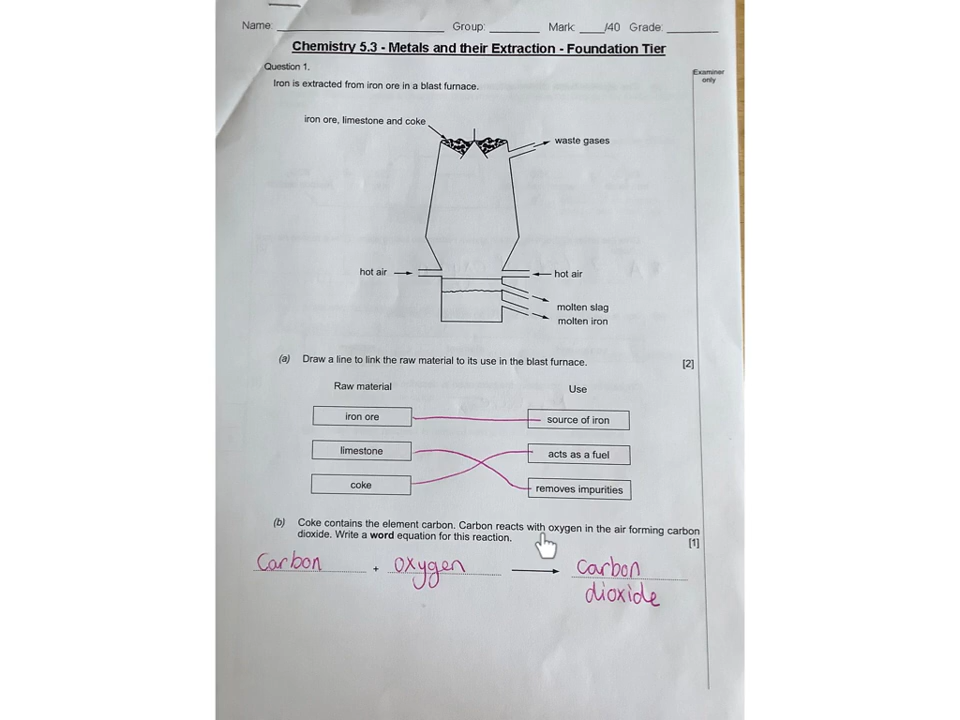 Name: Group: Mark: /40 Grade:
Chemistry 5.3 - Metals and their Extraction - Foundation Tier
Question 1.
Examiner
only
Iron is extracted from iron ore in a blast furnace.
iron ore, limestone and coke
waste gases
hot air
hot air
molten slag
molten iron
(a) Draw a line to link the raw material to its use in the blast furnace. [2]
Raw material Use
iron ore source of iron
limestone acts as a fuel
coke removes impurities
(b) Coke contains the element carbon. Carbon reacts with oxygen in the air forming carbon
dioxide. Write a word equation for this reaction. [1]
Carbon + oxygen → carbon
dioxide